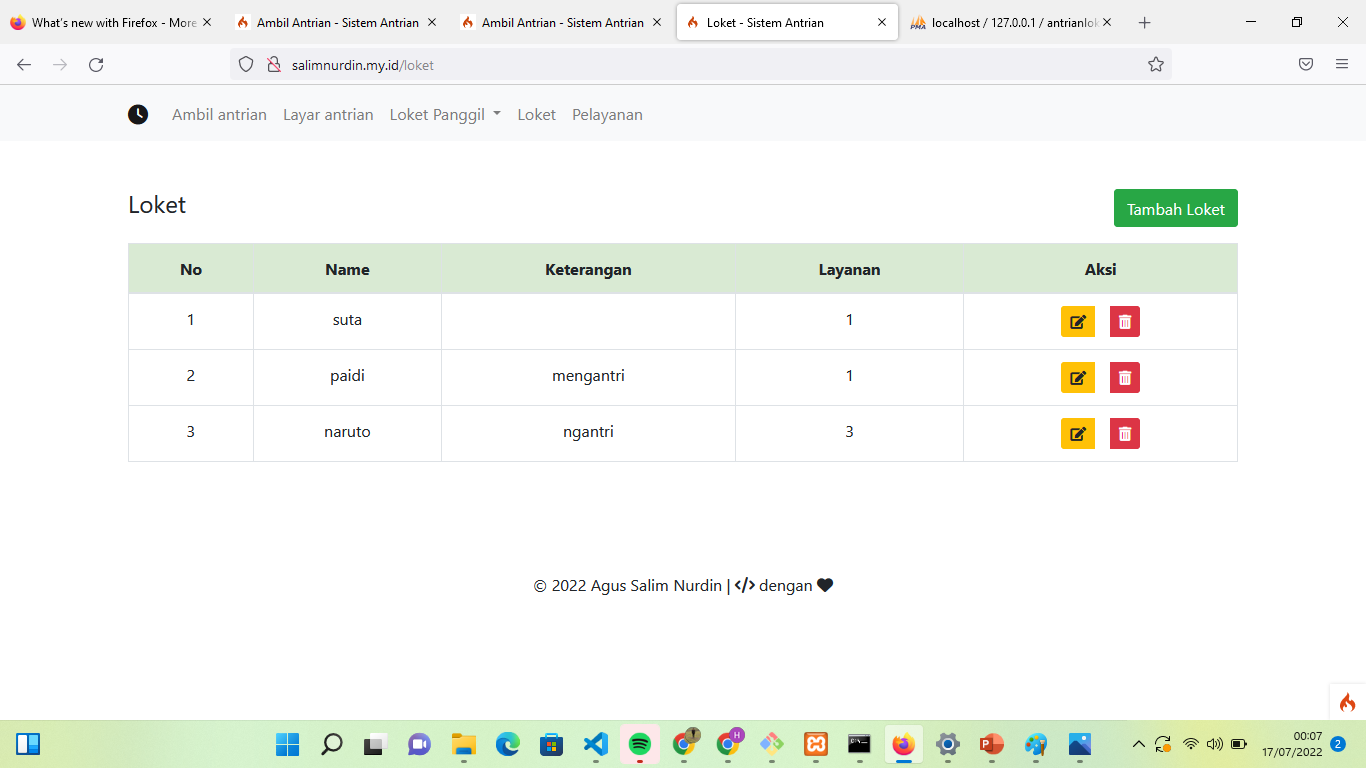 What's new with Firefox - More
Ambil Antrian - Sistem Antrian
Ambil Antrian - Sistem Antrian
Loket - Sistem Antrian
localhost / 127.0.0.1 / antrianlok
salimnurdin.my.id/loket
Ambil antrian Layar antrian Loket Panggil Loket Pelayanan
Loket
Tambah Loket
No Name Keterangan Layanan Aksi
1 suta 1
2 paidi mengantri 1
3 naruto ngantri 3
© 2022 Agus Salim Nurdin | </> dengan
00:07
17/07/2022
2